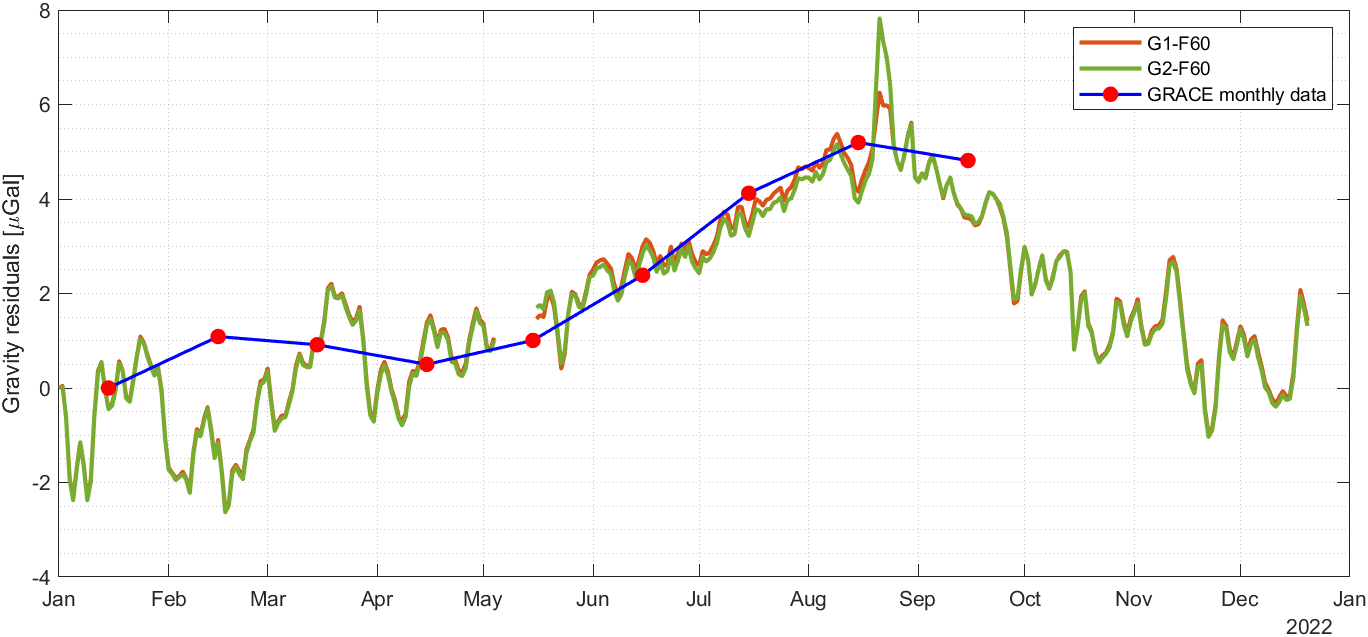 Gravity residuals [μGal]
8
6
4
2
0
-2
-4
Jan Feb Mar Apr May Jun Jul Aug Sep Oct Nov Dec Jan
2022
G1-F60
G2-F60
GRACE monthly data